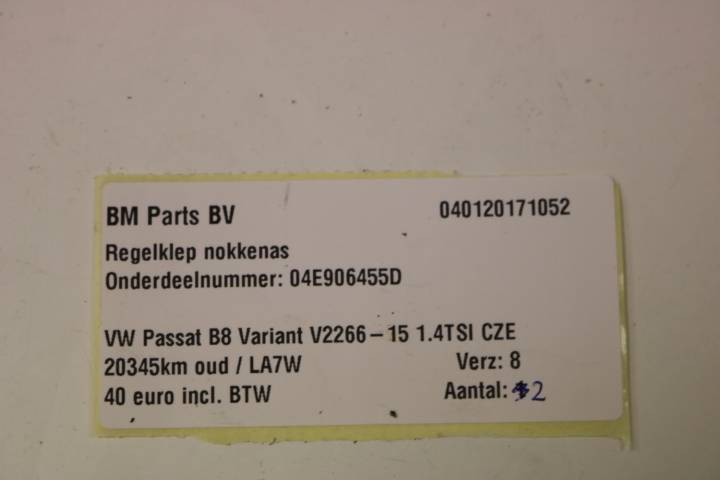 BM Parts BV 040120171052
Regelklep nokkenas
Onderdeelnummer: 04E906455D
VW Passat B8 Variant V2266-15 1.4TSI CZE
20345km oud / LA7W Verz: 8
40 euro incl. BTW Aantal: 2